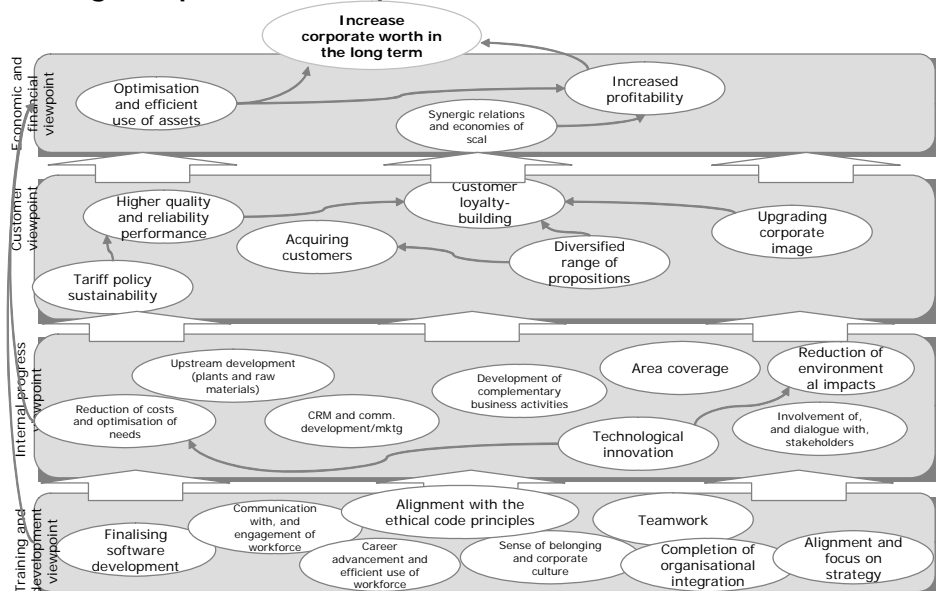 Increase
corporate worth in
the long term
Economic and
financial
viewpoint
Optimisation
and efficient
use of assets
Increased
profitability
Synergic relations
and economies of
scal
Customer
viewpoint
Higher quality
and reliability
performance
Customer
loyalty-
building
Upgrading
corporate
image
Acquiring
customers
Diversified
range of
propositions
Tariff policy
sustainability
Internal progress
viewpoint
Upstream development
(plants and raw
materials)
Area coverage
Reduction of
environment
al impacts
Development of
complementary
business activities
Reduction of costs
and optimisation of
needs
CRM and comm.
development/mktg
Technological
innovation
Involvement of,
and dialogue with,
stakeholders
Training and
development
viewpoint
Communication
with, and
engagement of
workforce
Alignment with the
ethical code principles
Teamwork
Finalising
software
development
Career
advancement and
efficient use of
workforce
Sense of belonging
and corporate
culture
Completion of
organisational
integration
Alignment and
focus on
strategy